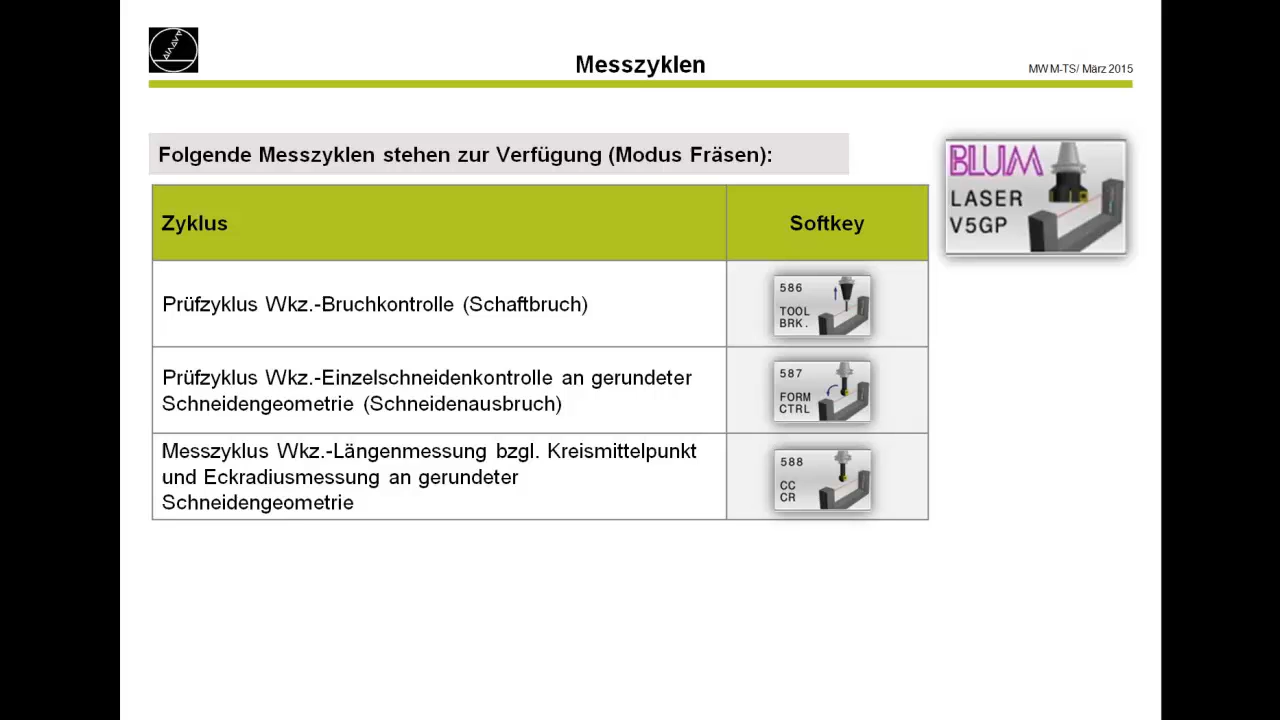 Messzyklen
MWM-TS/ März 2015
Folgende Messzyklen stehen zur Verfügung (Modus Fräsen):
BLUM
LASER
V5GP
Zyklus
Softkey
Prüfzyklus Wkz.-Bruchkontrolle (Schaftbruch)
586
TOOL
BRK.
Prüfzyklus Wkz.-Einzelschneidenkontrolle an gerundeter
Schneidengeometrie (Schneidenausbruch)
587
FORM
CTRL
Messzyklus Wkz.-Längenmessung bzgl. Kreismittelpunkt
und Eckradiusmessung an gerundeter
Schneidengeometrie
588
CC
CR